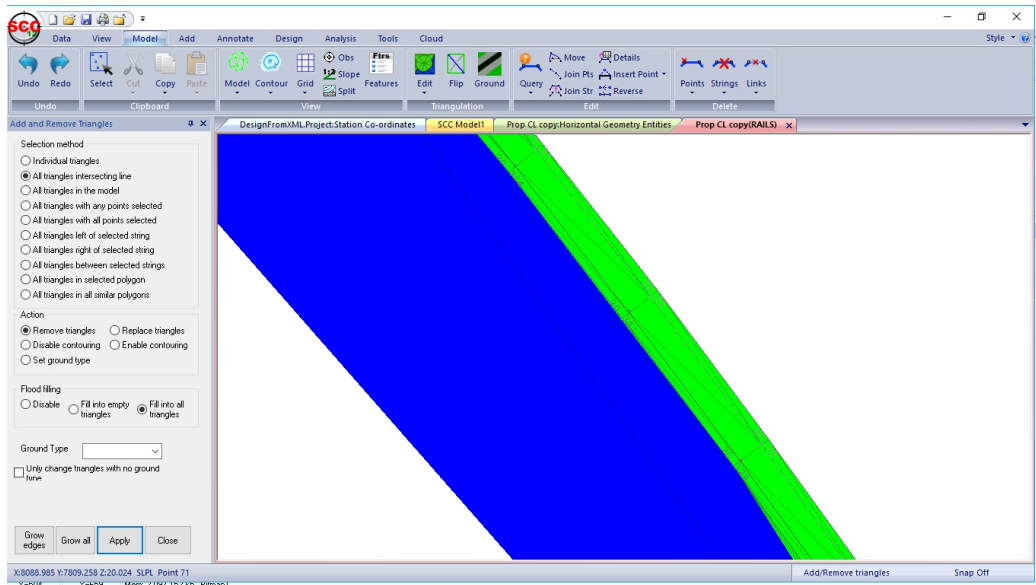 SCC
12
Data View Model Add Annotate Design Analysis Tools Cloud
Style
Undo Redo
Select Cut Copy Paste
Model Contour Grid
Obs
1:2 Slope
Split
Ftrs.
Features
Edit Flip Ground
Query
Move
Join Pts
Join Str
Details
Insert Point
Reverse
Points Strings Links
Undo Clipboard View Triangulation Edit Delete
Add and Remove Triangles
DesignFromXML.Project:Station Co-ordinates SCC Model1 Prop CL copy:Horizontal Geometry Entities Prop CL copy(RAILS)
Selection method
Individual triangles
All triangles intersecting line
All triangles in the model
All triangles with any points selected
All triangles with all points selected
All triangles left of selected string
All triangles right of selected string
All triangles between selected strings
All triangles in selected polygon
All triangles in all similar polygons
Action
Remove triangles Replace triangles
Disable contouring Enable contouring
Set ground type
Flood filling
Disable Fill into empty triangles Fill into all triangles
Ground Type
Only change triangles with no ground
type
Grow edges Grow all Apply Close
X:8088.985 Y:7809.258 Z:20.024 SLPL Point 71
Add/Remove triangles Snap Off